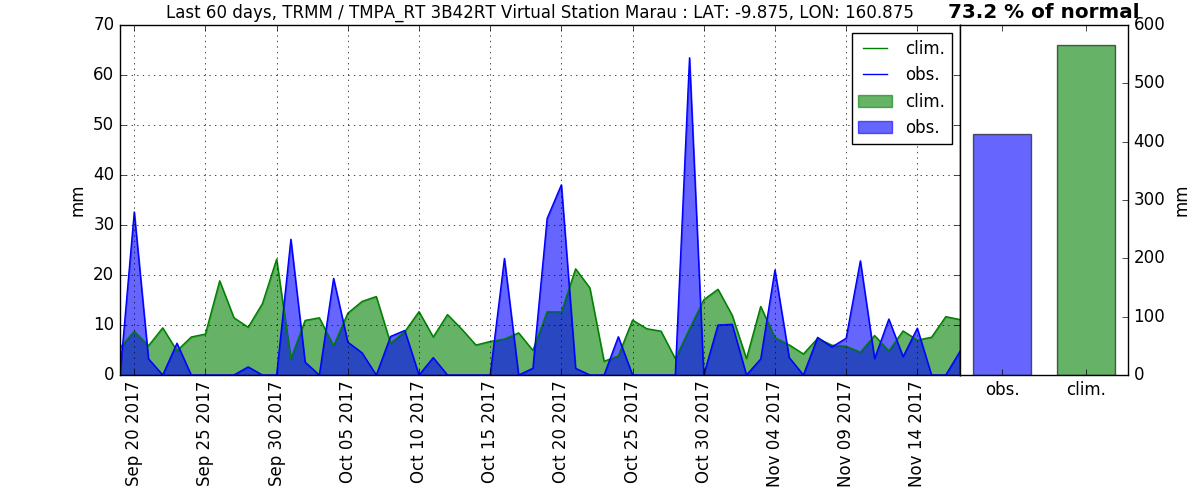 Last 60 days, TRMM / TMPA_RT 3B42RT Virtual Station Marau : LAT: -9.875, LON: 160.875
73.2 % of normal
70
60
50
40
30
20
10
0
mm
clim.
obs.
clim.
obs.
600
500
400
300
200
100
0
mm
obs.
clim.
Sep 20 2017
Sep 25 2017
Sep 30 2017
Oct 05 2017
Oct 10 2017
Oct 15 2017
Oct 20 2017
Oct 25 2017
Oct 30 2017
Nov 04 2017
Nov 09 2017
Nov 14 2017